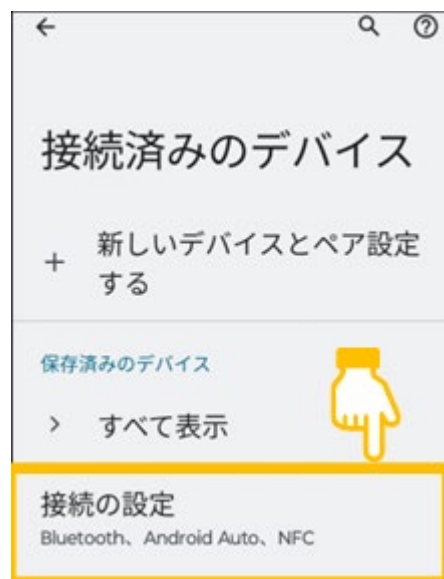 接続済みのデバイス
新しいデバイスとペア設定
する
保存済みのデバイス
すべて表示
接続の設定
Bluetooth、Android Auto、NFC